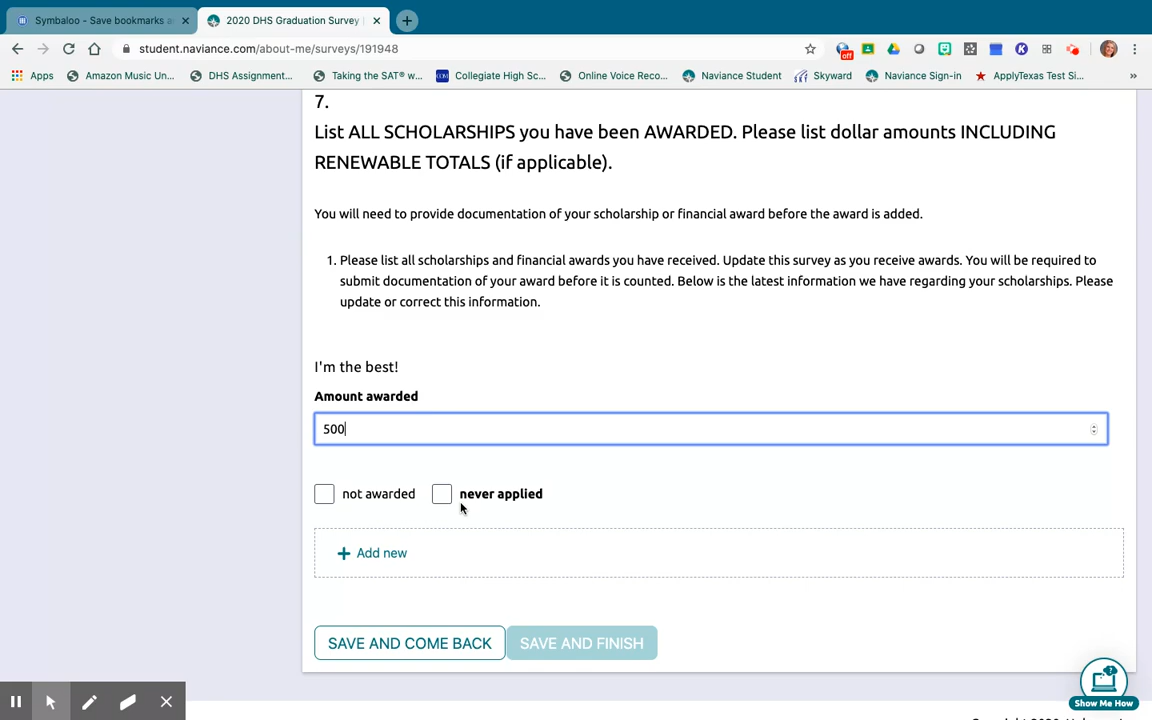 Symbaloo - Save bookmarks a
2020 DHS Graduation Survey
student.naviance.com/about-me/surveys/191948
off
Apps
Amazon Music Un...
DHS Assignment...
Taking the SAT® w...
COM
Collegiate High Sc...
Online Voice Reco...
Naviance Student
Skyward
Naviance Sign-in
ApplyTexas Test Si...
»
7.
List ALL SCHOLARSHIPS you have been AWARDED. Please list dollar amounts INCLUDING
RENEWABLE TOTALS (if applicable).
You will need to provide documentation of your scholarship or financial award before the award is added.
1. Please list all scholarships and financial awards you have received. Update this survey as you receive awards. You will be required to
submit documentation of your award before it is counted. Below is the latest information we have regarding your scholarships. Please
update or correct this information.
I'm the best!
Amount awarded
500
not awarded
never applied
+ Add new
SAVE AND COME BACK
SAVE AND FINISH
?
Show Me How